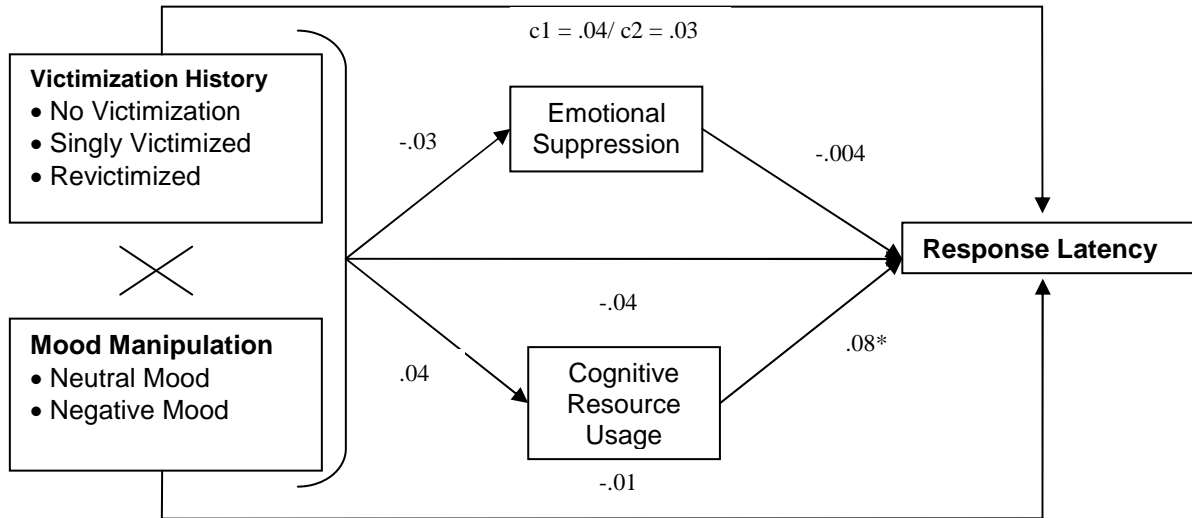 c1 = .04/ c2 = .03
Victimization History
• No Victimization
• Singly Victimized
• Revictimized
Emotional
Suppression
-.03
-.004
Response Latency
-.04
Mood Manipulation
• Neutral Mood
• Negative Mood
.04
.08*
Cognitive
Resource
Usage
-.01